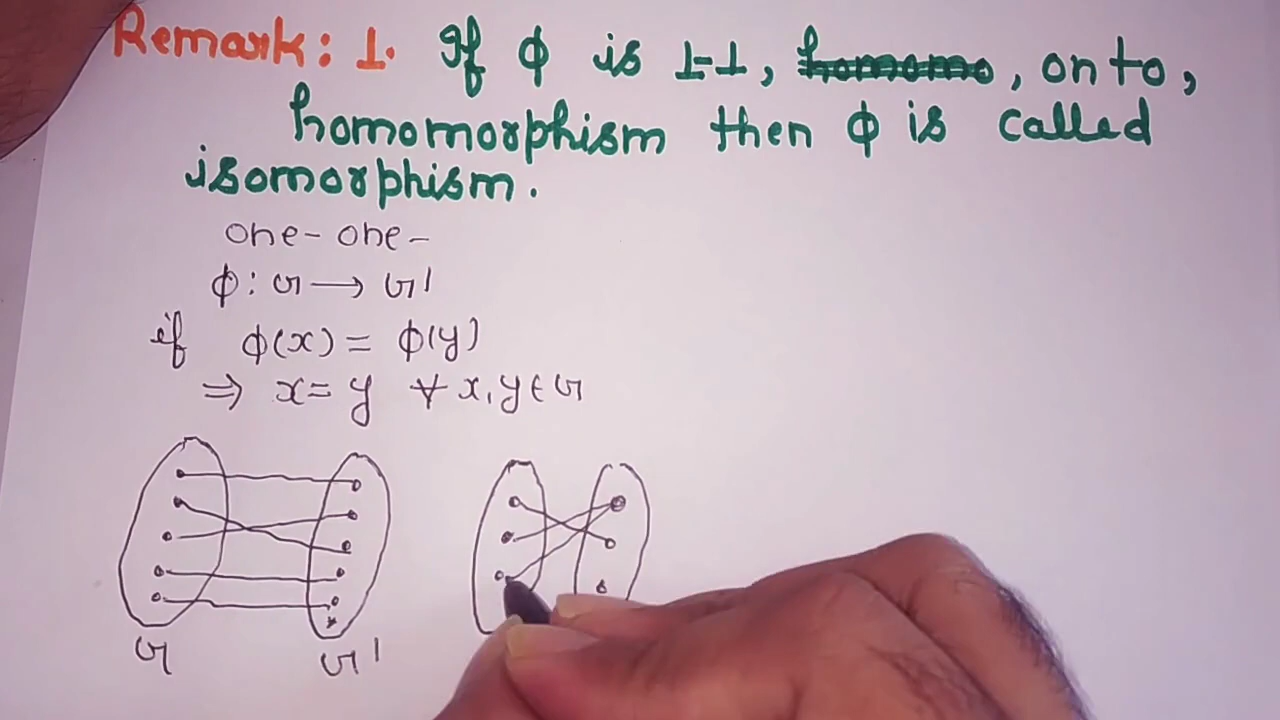 Remark: 1. If ϕ is 1-1, homomo, onto,
homomorphism then ϕ is called
isomorphism.
one-one-
ϕ: G → G'
if ϕ(x) = ϕ(y)
⇒ x = y ∀ x, y ∈ G
G G'